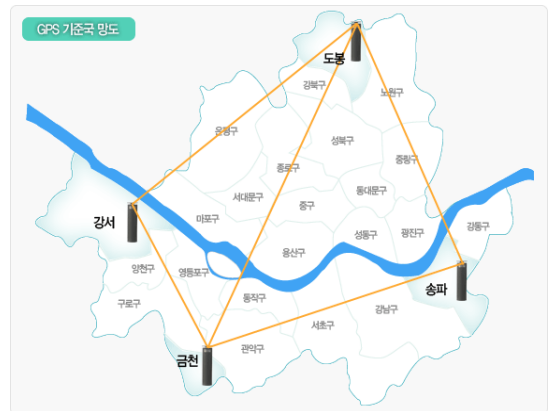 GPS 기준국 망도
도봉
강북구
노원구
은평구
성북구
중랑구
종로구
서대문구
동대문구
중구
마포구
강서
성동구
광진구
강동구
용산구
양천구
영등포구
송파
동작구
구로구
강남구
서초구
관악구
금천